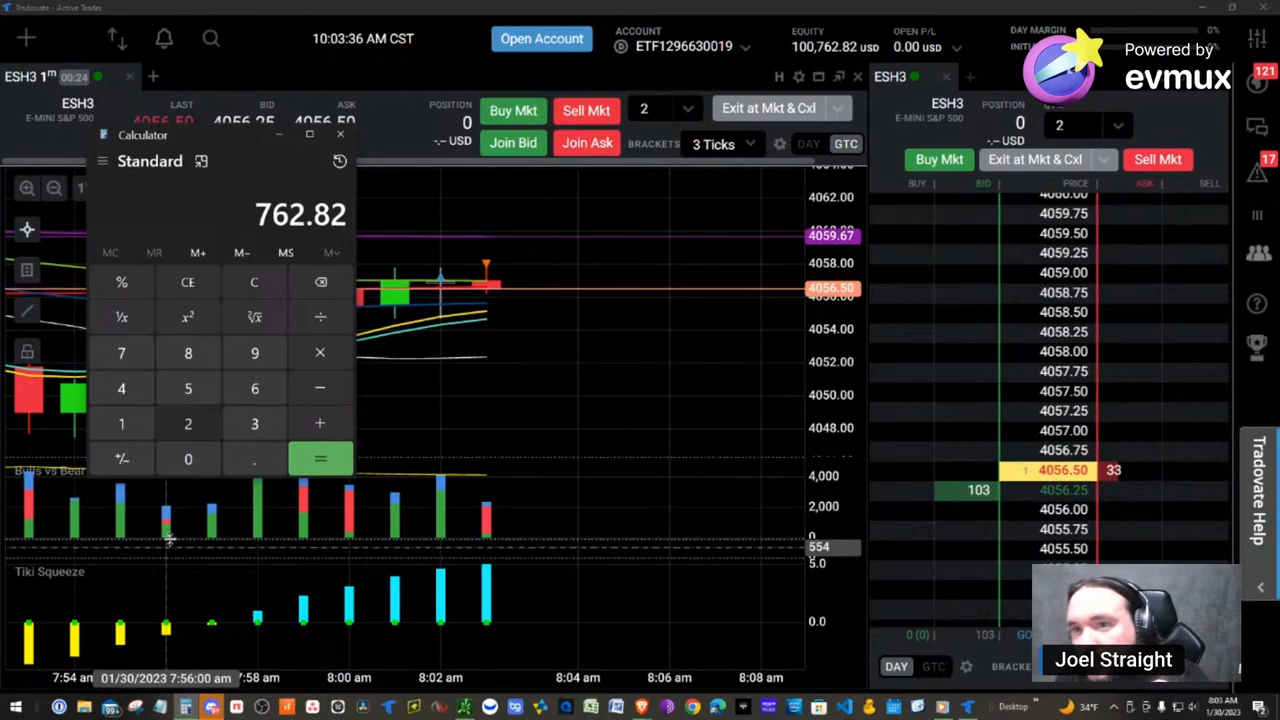 Tradovate - Active Trader
10:03:36 AM CST
Open Account
ACCOUNT
ETF1296630019
EQUITY
100,762.82 USD
OPEN P/L
0.00 USD
DAY MARGIN
0%
0%
Powered by
evmux
ESH3 1m 00:24
ESH3
E-MINI S&P 500
LAST
4056.50
BID
4056.25
ASK
4056.50
POSITION
0
-.-- USD
Buy Mkt
Sell Mkt
2
Exit at Mkt & Cxl
Join Bid
Join Ask
BRACKETS
3 Ticks
DAY
GTC
H
Calculator
Standard
762.82
MC MR M+ M− MS M
% CE C
1/x x² ²√x ÷
7 8 9 ×
4 5 6 −
1 2 3 +
+/− 0 . =
4062.00
4059.67
4058.00
4056.50
4054.00
4052.00
4050.00
4048.00
Bulls vs Bear
4,000
2,000
0
554
Tiki Squeeze
5.0
0.0
7:54 am
01/30/2023 7:56:00 am
7:58 am
8:00 am
8:02 am
8:04 am
8:06 am
8:08 am
ESH3
ESH3
E-MINI S&P 500
POSITION
0
-.-- USD
2
Buy Mkt
Exit at Mkt & Cxl
Sell Mkt
BUY BID PRICE ASK SELL
4060.00
4059.75
4059.50
4059.25
4059.00
4058.75
4058.50
4058.25
4058.00
4057.75
4057.50
4057.25
4057.00
4056.75
1 4056.50 33
103 4056.25
4056.00
4055.75
4055.50
0 (0) 103
DAY GTC
121
17
Tradovate Help
Joel Straight
99+
Desktop
34°F
8:03 AM
1/30/2023
2